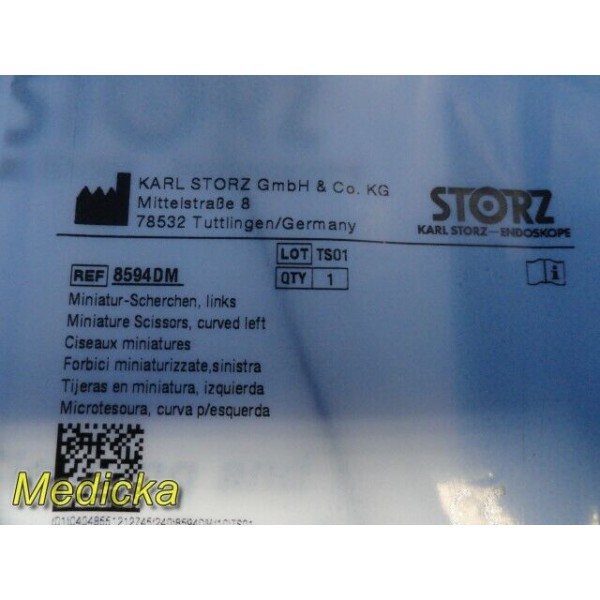 KARL STORZ GmbH & Co. KG
Mittelstraße 8
78532 Tuttlingen/Germany
STORZ
KARL STORZ—ENDOSKOPE
LOT TS01
REF 8594DM
QTY 1
Miniatur-Scherchen, links
Miniature Scissors, curved left
Ciseaux miniatures
Forbici miniaturizzate,sinistra
Tijeras en miniatura, izquierda
Microtesoura, curva p/esquerda
Medicka